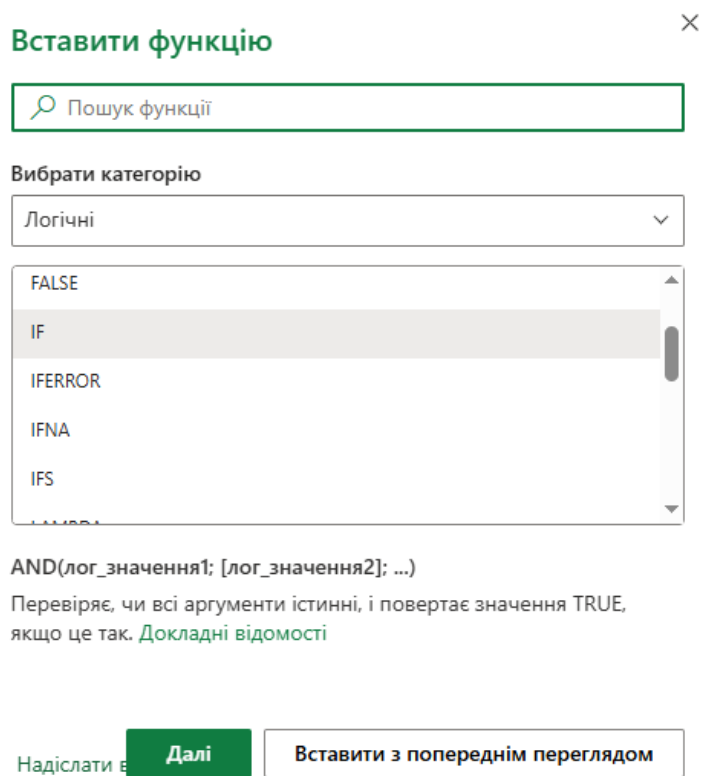 Вставити функцію
Пошук функції
Вибрати категорію
Логічні
FALSE
IF
IFERROR
IFNA
IFS
AND(лог_значення1; [лог_значення2]; ...)
Перевіряє, чи всі аргументи істинні, і повертає значення TRUE,
якщо це так. Докладні відомості
Надіслати в
Далі
Вставити з попереднім переглядом